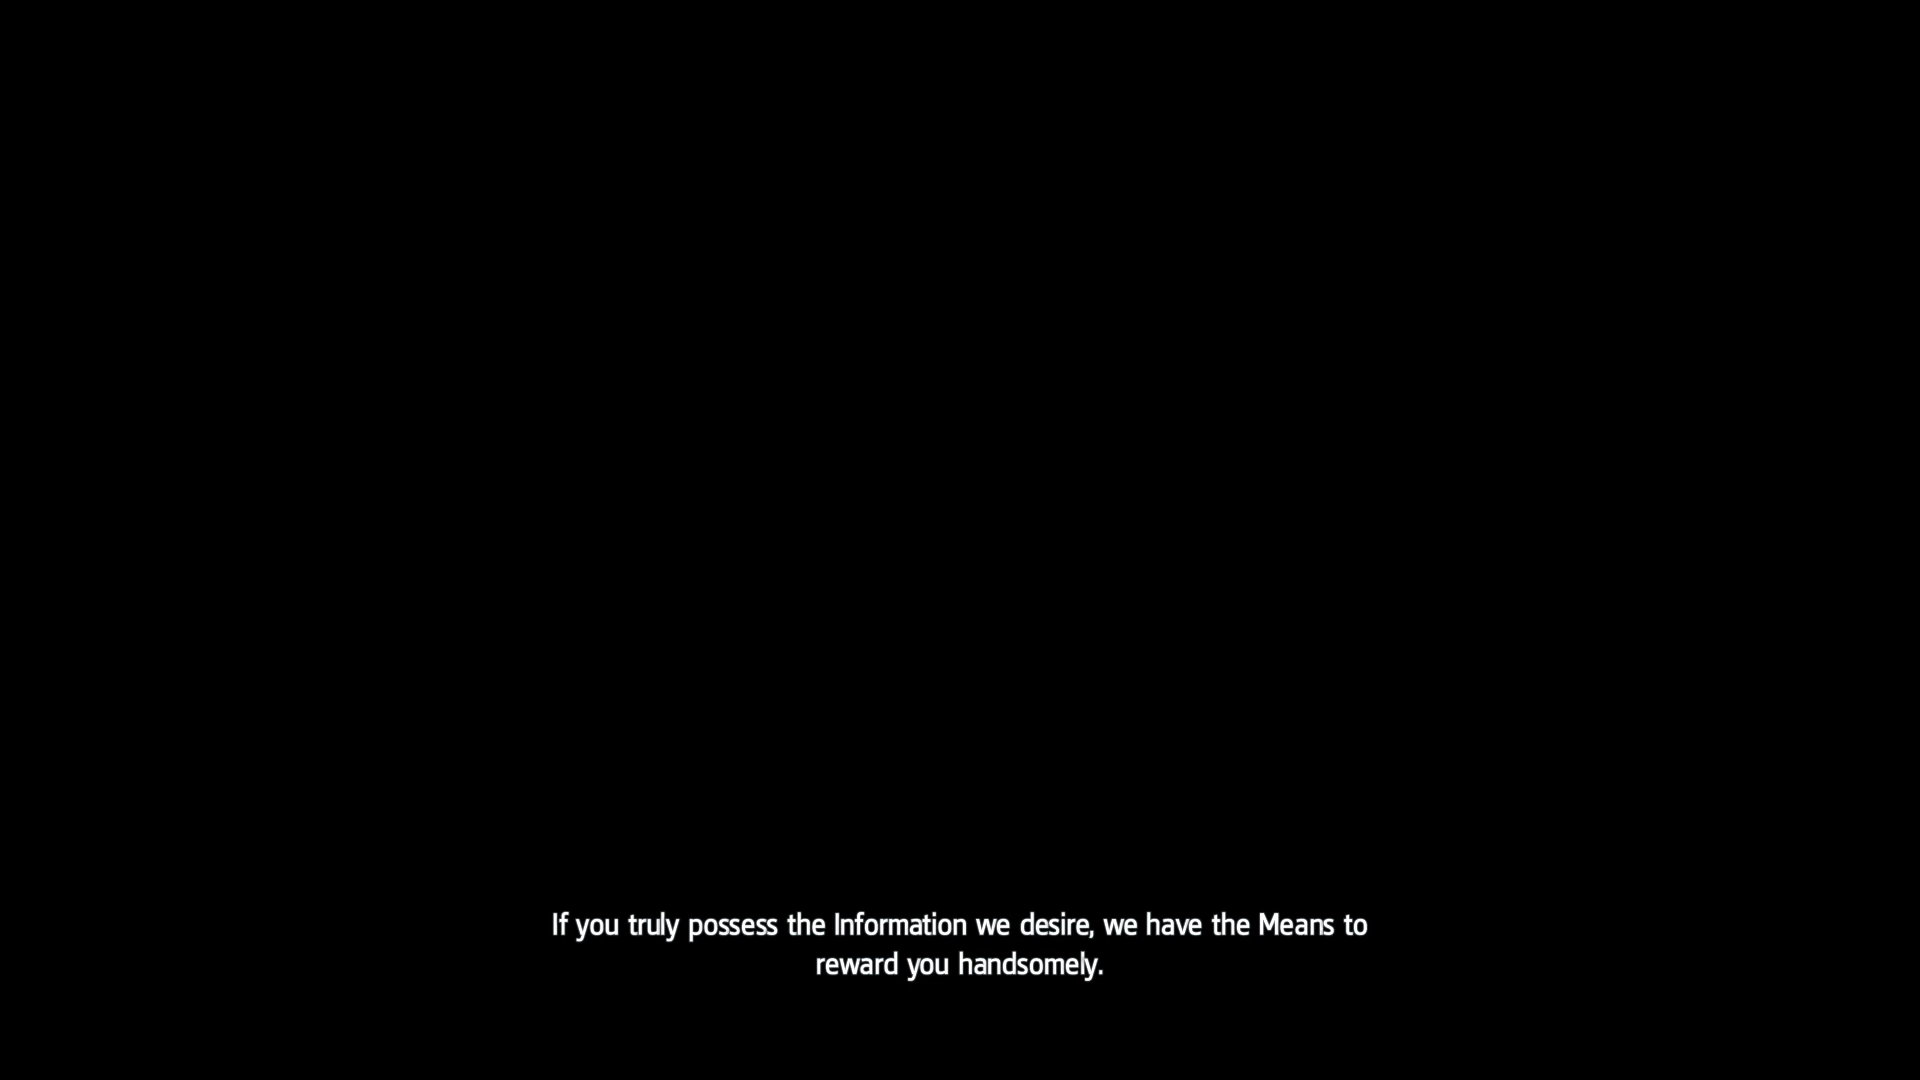 If you truly possess the Information we desire, we have the Means to
reward you handsomely.